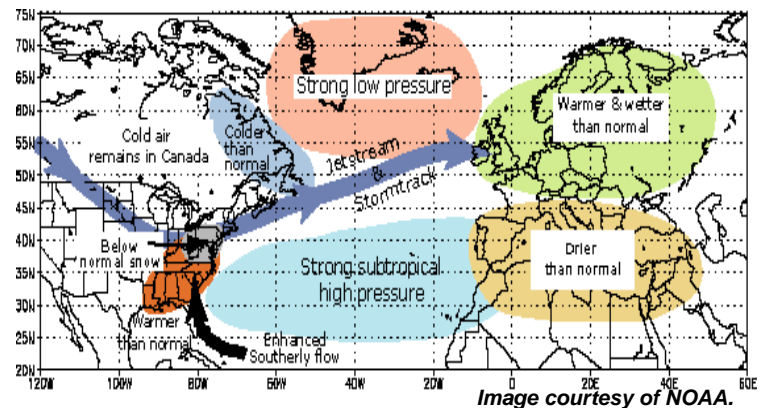 75N
70N
65N
60N
55N
50N
45N
40N
35N
30N
25N
20N
Strong low pressure
Warmer & wetter
than normal
Cold air
remains in Canada
Colder
than
normal
Jetstream
&
Stormtrack
Below
normal snow
Drier
than normal
Strong subtropical
high pressure
Warmer
than normal
Enhanced
Southerly flow
120W 100W 80W 60W 40W 20W 0 20E 40E 60E
Image courtesy of NOAA.